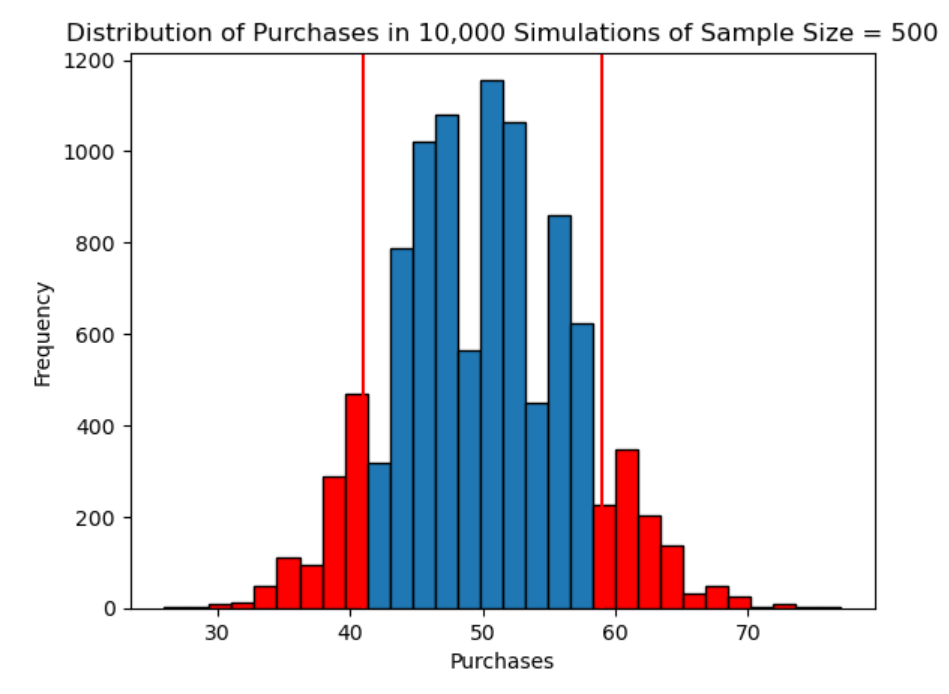 Distribution of Purchases in 10,000 Simulations of Sample Size = 500
1200
1000
800
600
400
200
0
Frequency
30 40 50 60 70
Purchases